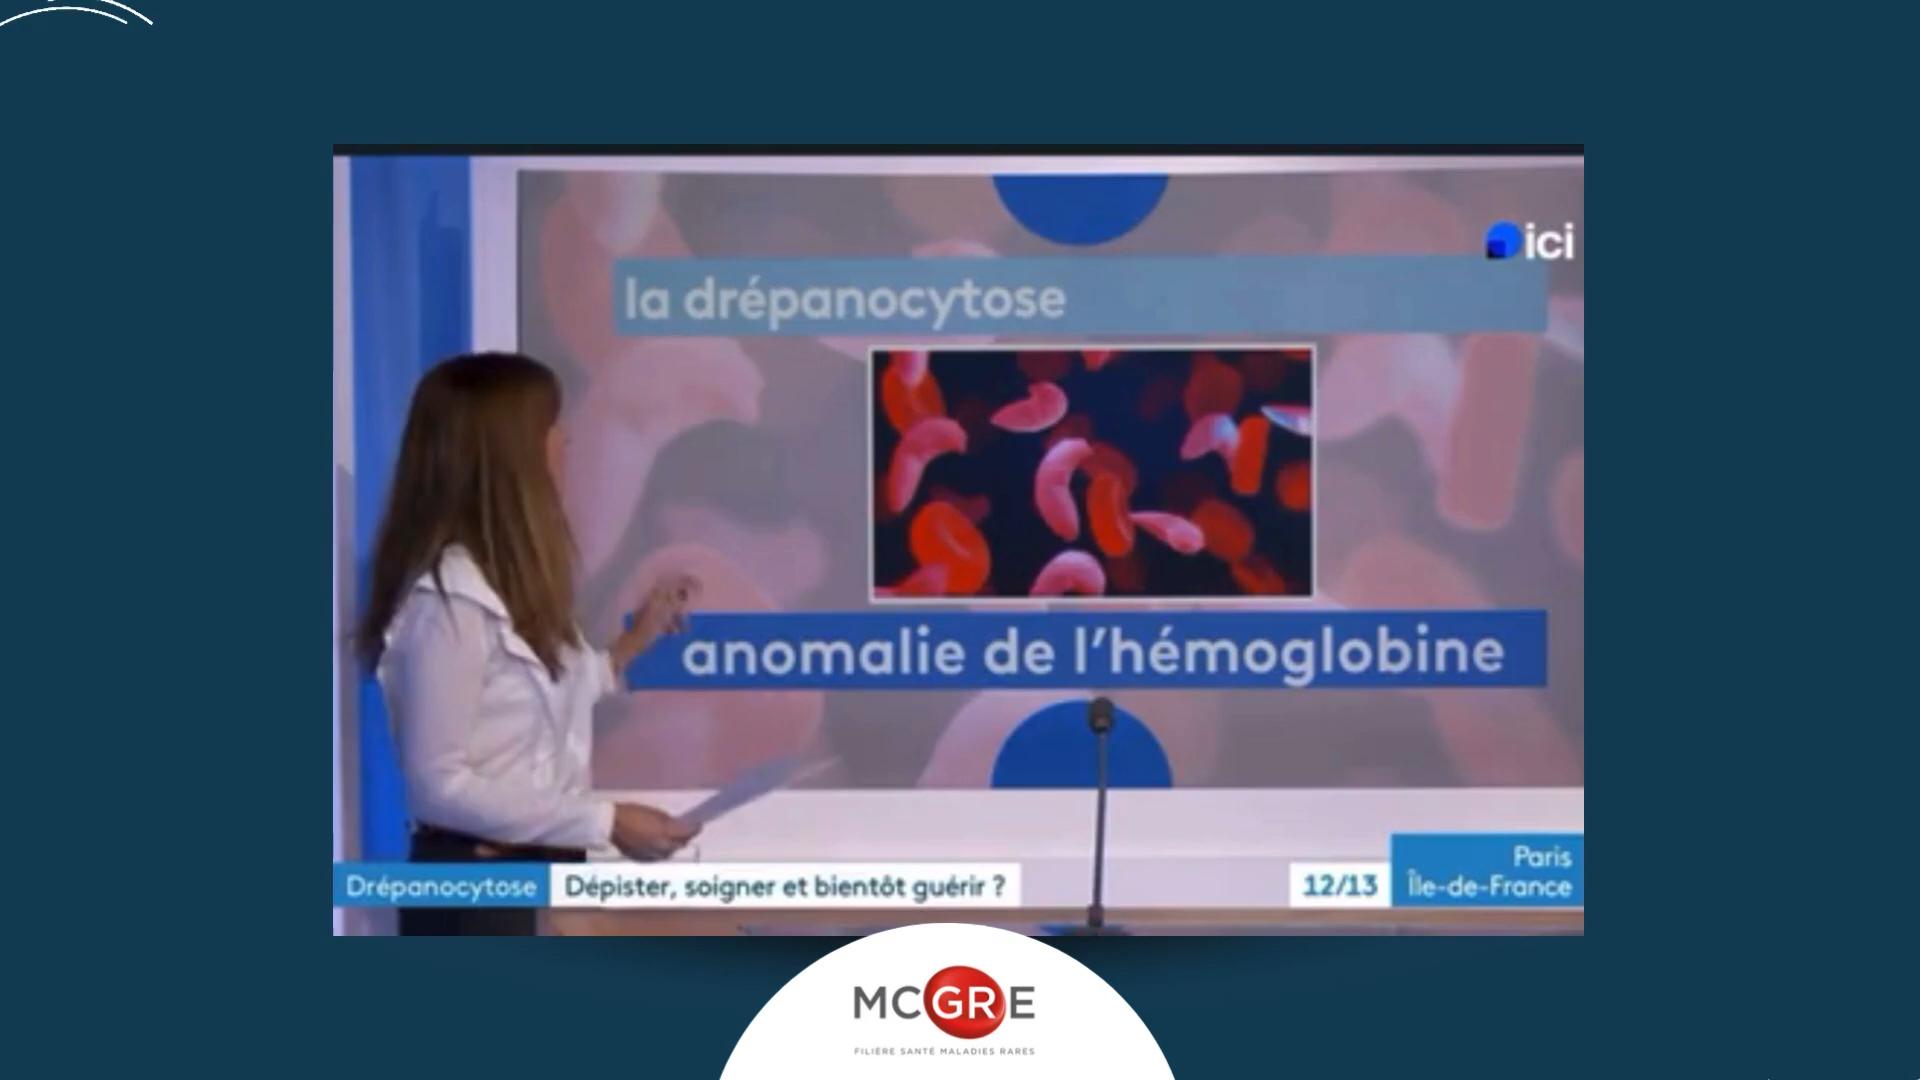 ici
la drépanocytose
anomalie de l'hémoglobine
Paris
Drépanocytose Dépister, soigner et bientôt guérir ? 12/13 Île-de-France
MCGRE
FILIÈRE SANTÉ MALADIES RARES